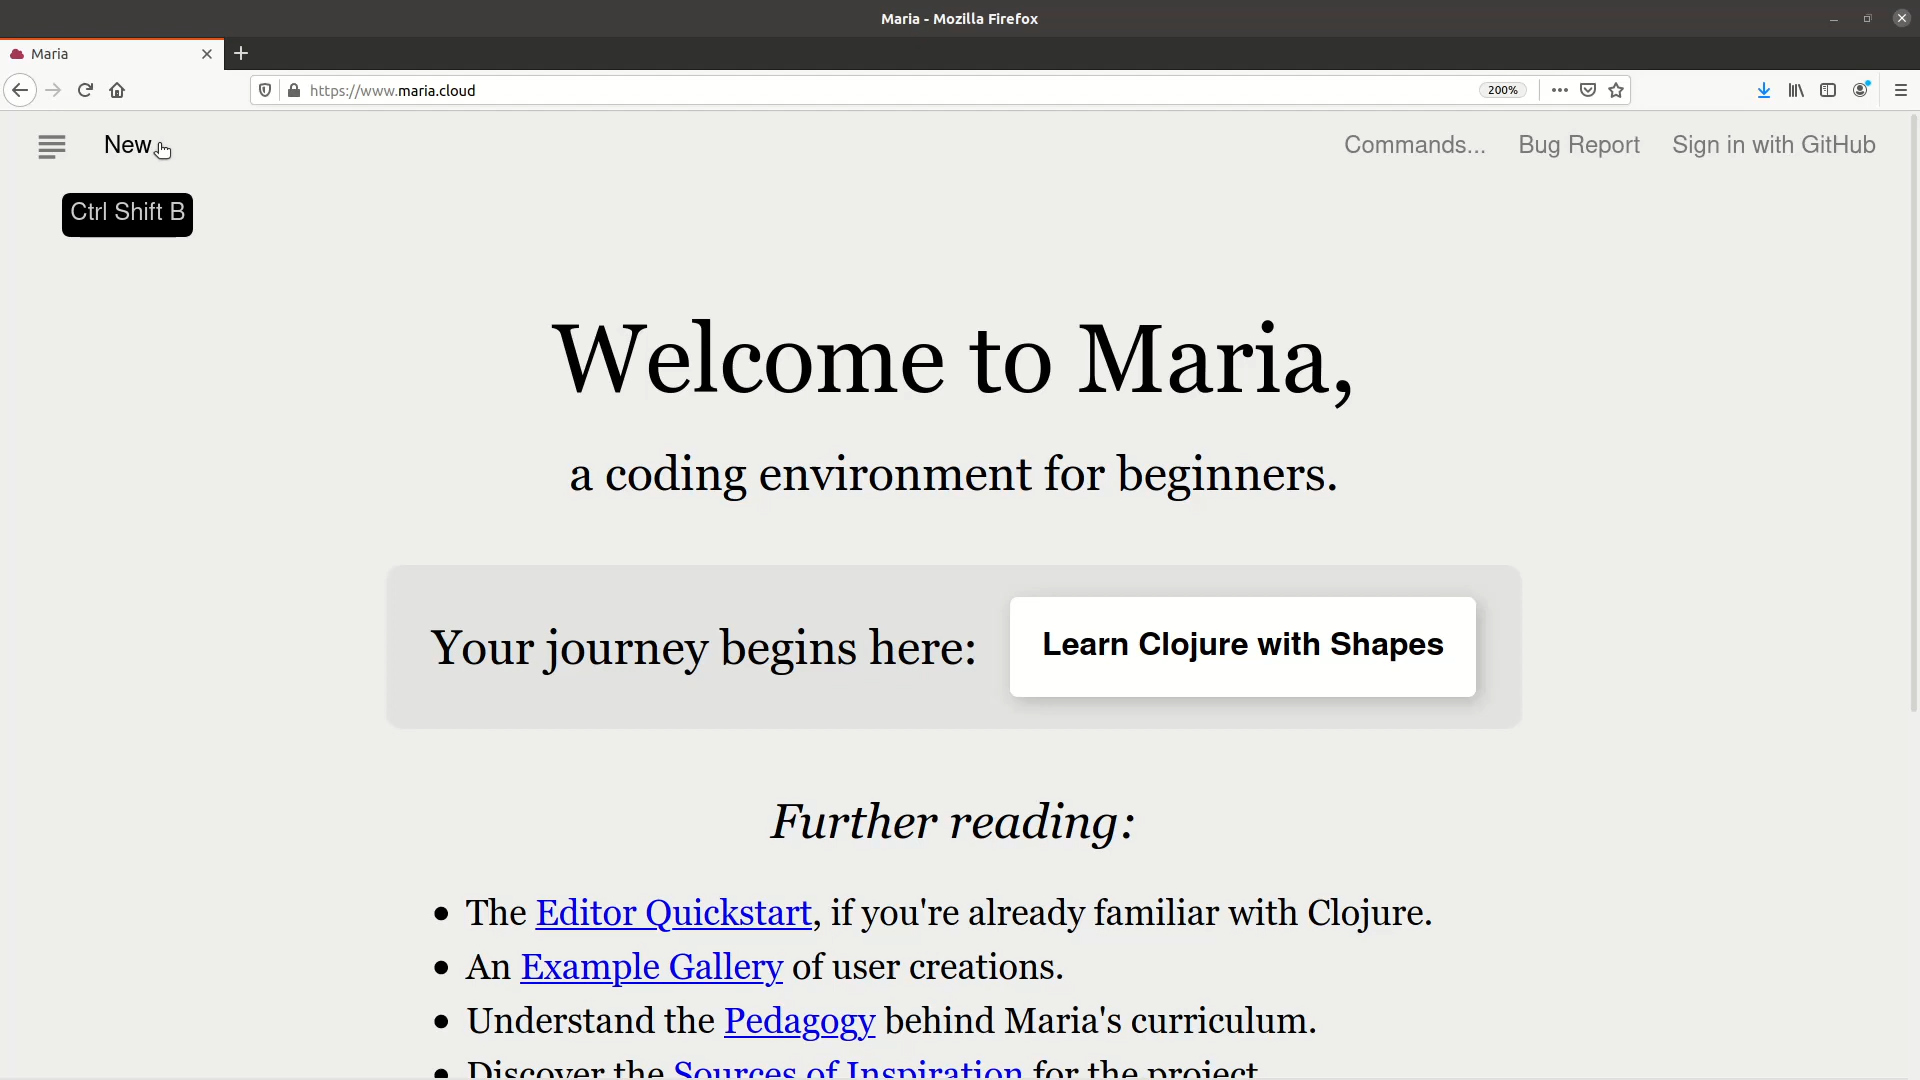 Maria - Mozilla Firefox
Maria
https://www.maria.cloud
200%
New
Commands...
Bug Report
Sign in with GitHub
Ctrl Shift B
Welcome to Maria,
a coding environment for beginners.
Your journey begins here:
Learn Clojure with Shapes
Further reading:
• The Editor Quickstart, if you're already familiar with Clojure.
• An Example Gallery of user creations.
• Understand the Pedagogy behind Maria's curriculum.
• Discover the Sources of Inspiration for the project